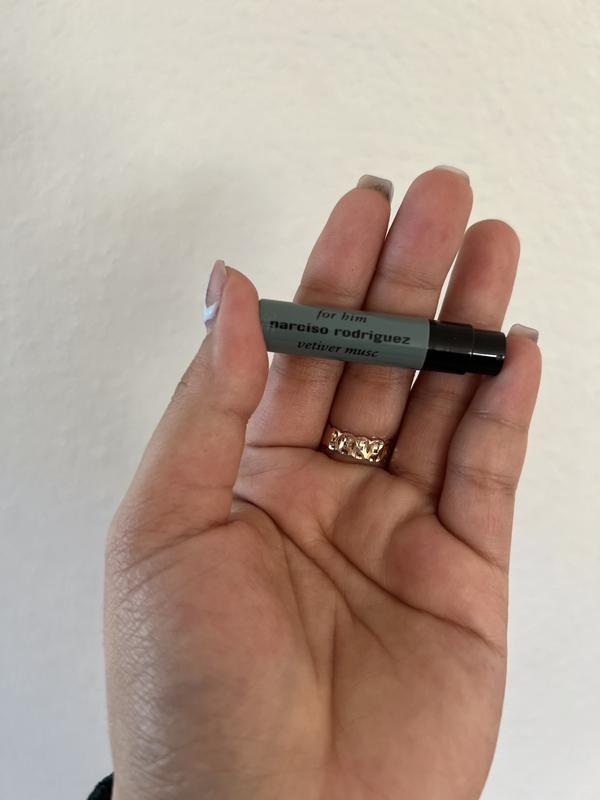 for him
narciso rodriguez
vetiver musc